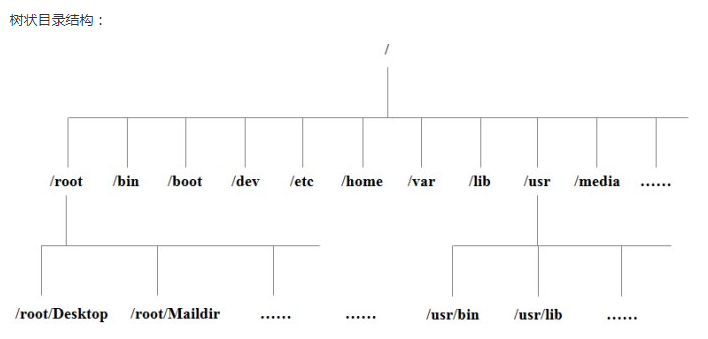 树状目录结构：
/
/root /bin /boot /dev /etc /home /var /lib /usr /media ……
/root/Desktop /root/Maildir …… …… /usr/bin /usr/lib ……